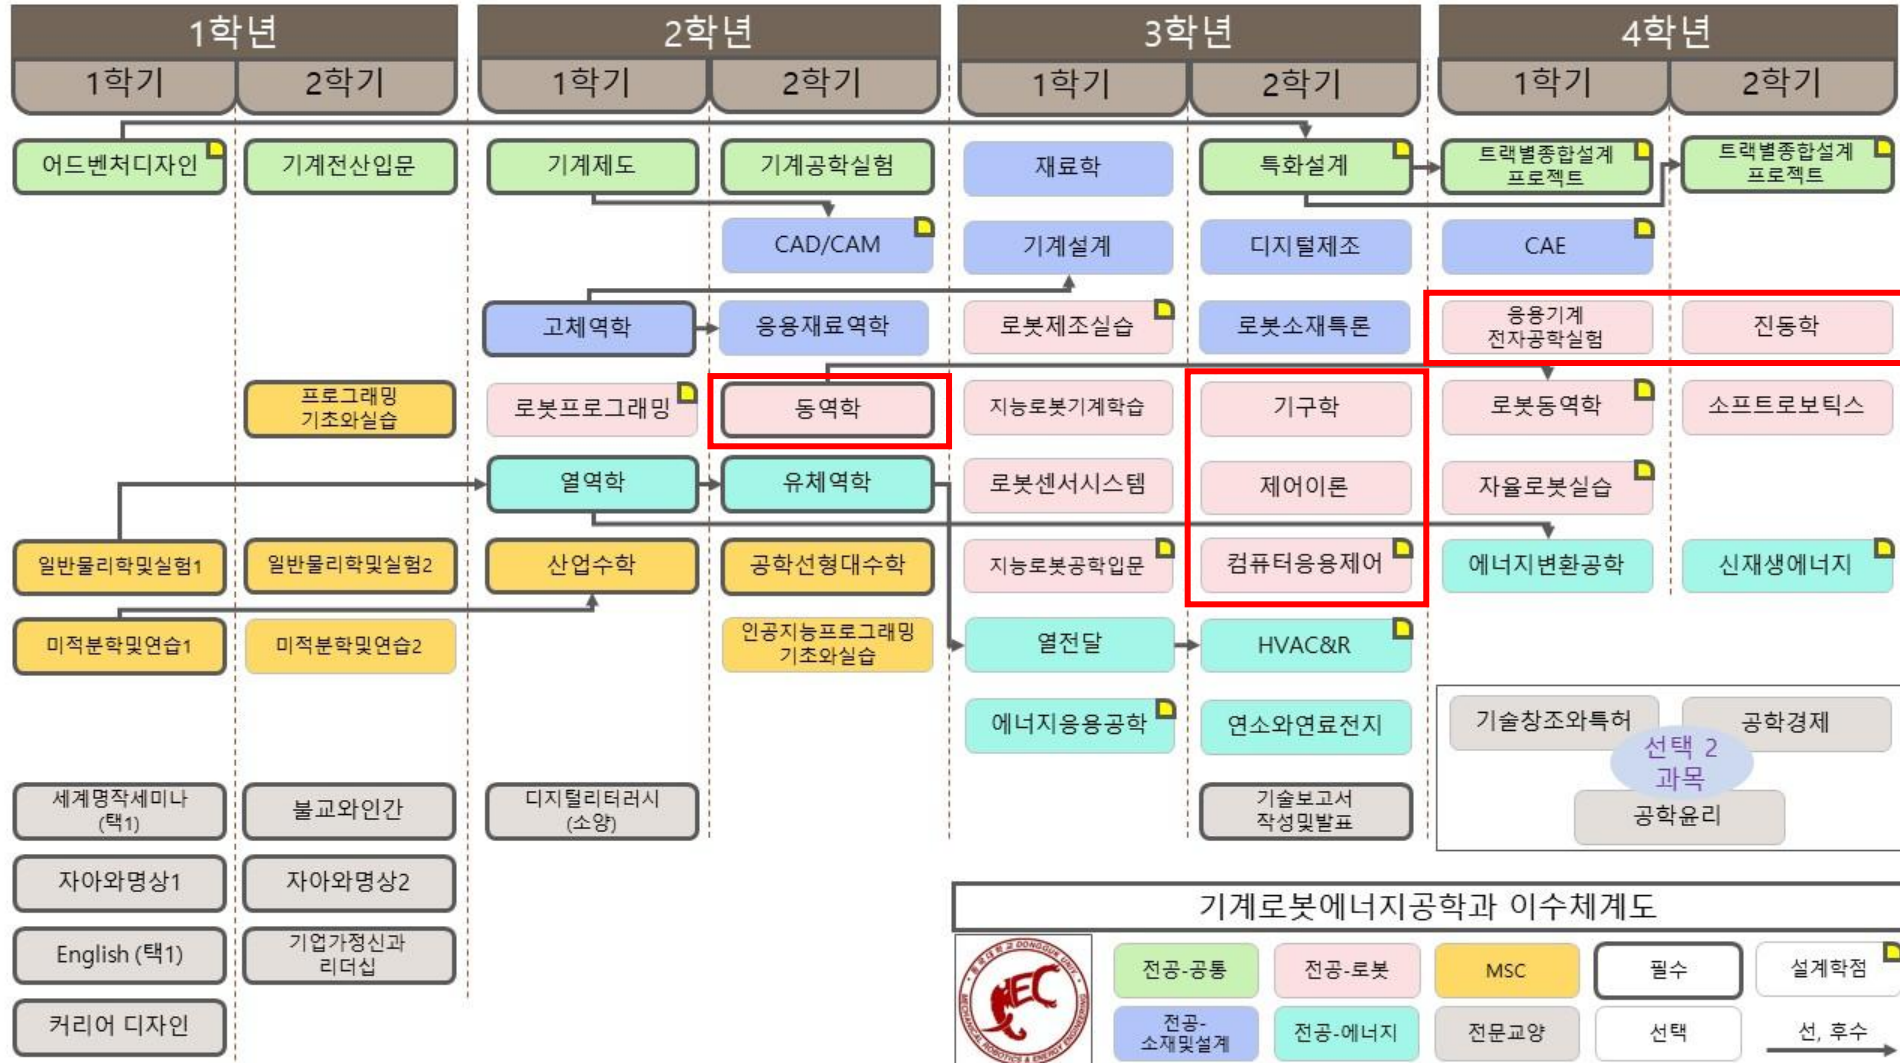 1학년
2학년
3학년
4학년
1학기
2학기
1학기
2학기
1학기
2학기
1학기
2학기
어드벤처디자인
기계전산입문
기계제도
기계공학실험
재료학
특화설계
트랙별종합설계
프로젝트
트랙별종합설계
프로젝트
CAD/CAM
기계설계
디지털제조
CAE
고체역학
응용재료역학
로봇제조실습
로봇소재특론
응용기계
전자공학실험
진동학
프로그래밍
기초와실습
로봇프로그래밍
동역학
지능로봇기계학습
기구학
로봇동역학
소프트로보틱스
열역학
유체역학
로봇센서시스템
제어이론
자율로봇실습
일반물리학및실험1
일반물리학및실험2
산업수학
공학선형대수학
지능로봇공학입문
컴퓨터응용제어
에너지변환공학
신재생에너지
미적분학및연습1
미적분학및연습2
인공지능프로그래밍
기초와실습
열전달
HVAC&R
에너지응용공학
연소와연료전지
기술창조와특허
공학경제
선택 2
과목
공학윤리
세계명작세미나
(택1)
불교와인간
디지털리터러시
(소양)
기술보고서
작성및발표
자아와명상1
자아와명상2
English (택1)
기업가정신과
리더십
커리어 디자인
기계로봇에너지공학과 이수체계도
동국대학교 DONGGUK UNIV.
MEC
MECHANICAL ROBOTICS & ENERGY ENGINEERING
전공-공통
전공-로봇
MSC
필수
설계학점
전공-
소재및설계
전공-에너지
전문교양
선택
선, 후수